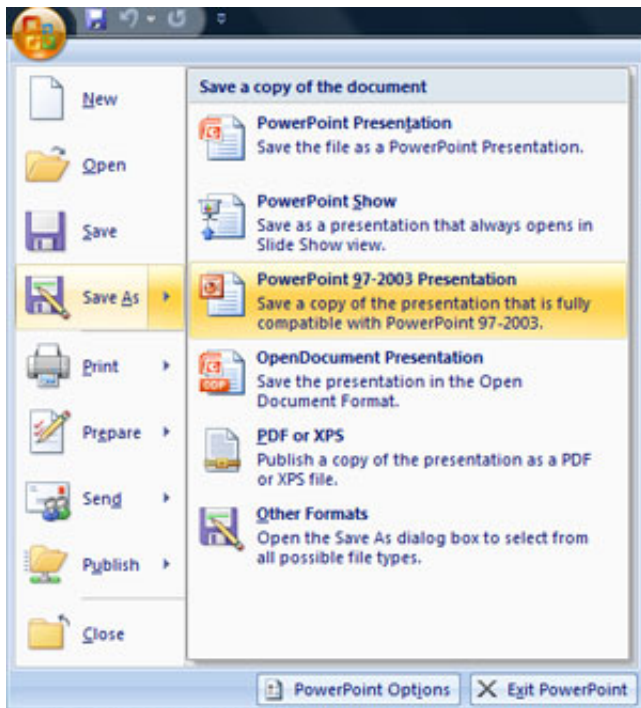 New
Open
Save
Save As
Print
Prepare
Send
Publish
Close
Save a copy of the document
PowerPoint Presentation
Save the file as a PowerPoint Presentation.
PowerPoint Show
Save as a presentation that always opens in
Slide Show view.
PowerPoint 97-2003 Presentation
Save a copy of the presentation that is fully
compatible with PowerPoint 97-2003.
OpenDocument Presentation
Save the presentation in the Open
Document Format.
PDF or XPS
Publish a copy of the presentation as a PDF
or XPS file.
Other Formats
Open the Save As dialog box to select from
all possible file types.
PowerPoint Options
Exit PowerPoint